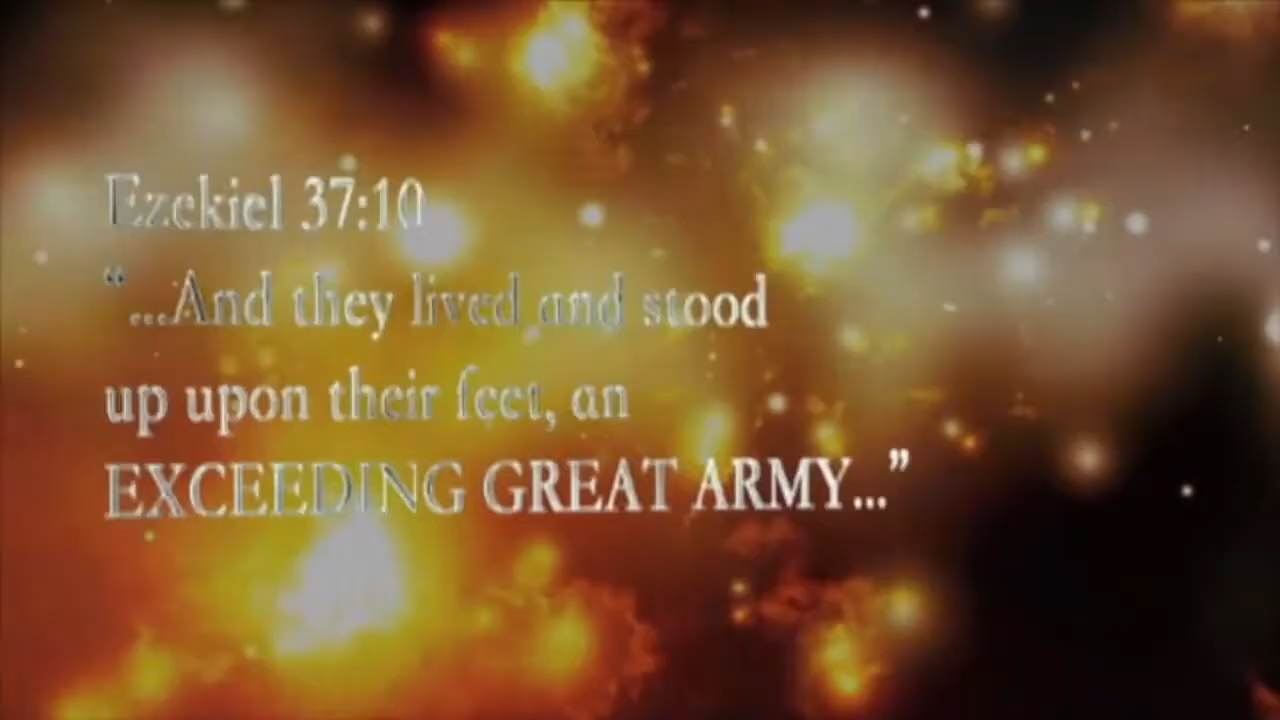 Ezekiel 37:10
“...And they lived and stood
up upon their feet, an
EXCEEDING GREAT ARMY...”